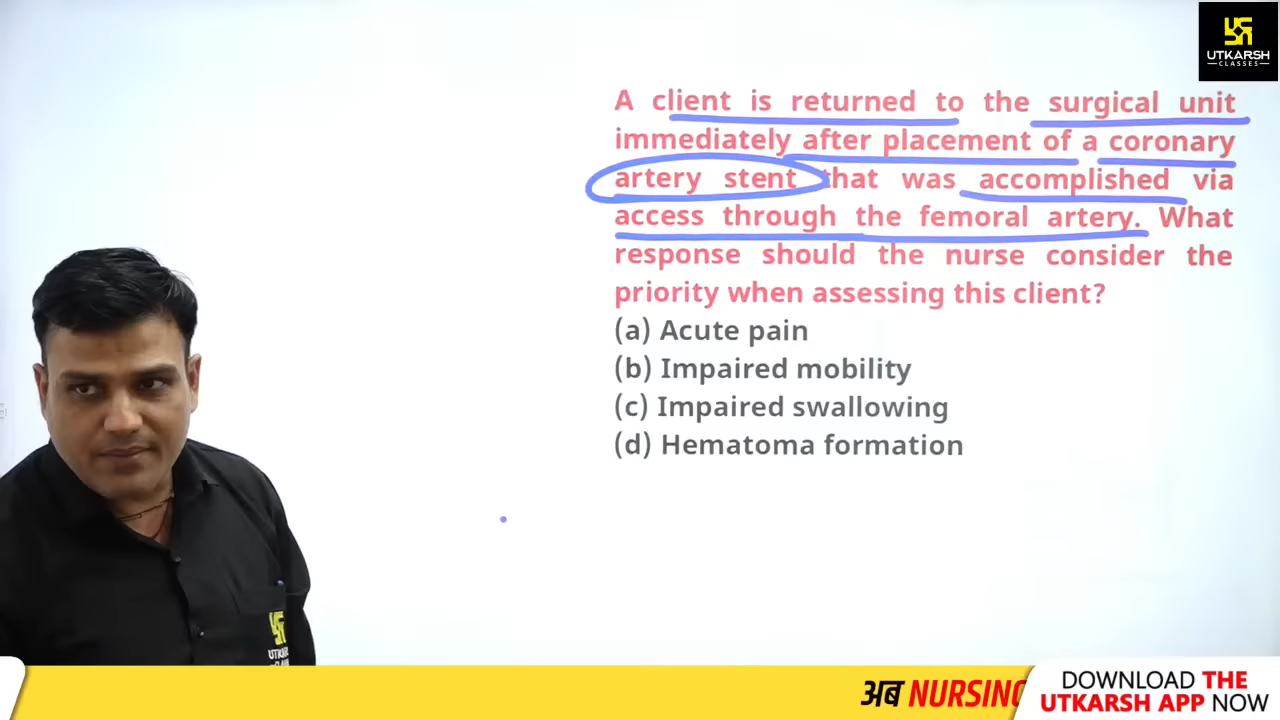 UTKARSH
CLASSES
A client is returned to the surgical unit
immediately after placement of a coronary
artery stent that was accomplished via
access through the femoral artery. What
response should the nurse consider the
priority when assessing this client?
(a) Acute pain
(b) Impaired mobility
(c) Impaired swallowing
(d) Hematoma formation
अब NURSING
DOWNLOAD THE
UTKARSH APP NOW